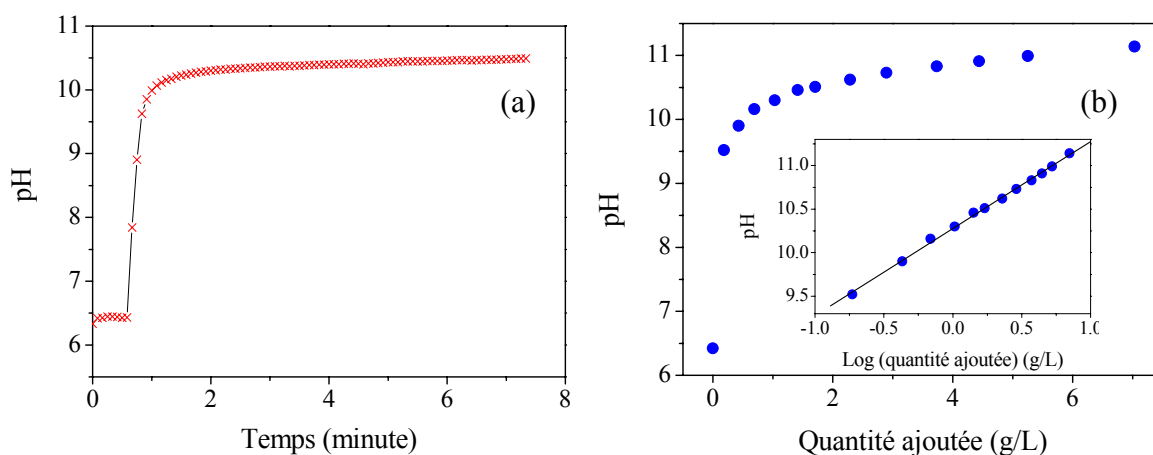 11
10
9
8
7
6
pH
(a)
0 2 4 6 8
Temps (minute)
11
10
9
8
7
6
pH
(b)
11.0
10.5
10.0
9.5
pH
-1.0 -0.5 0.0 0.5 1.0
Log (quantité ajoutée) (g/L)
0 2 4 6
Quantité ajoutée (g/L)